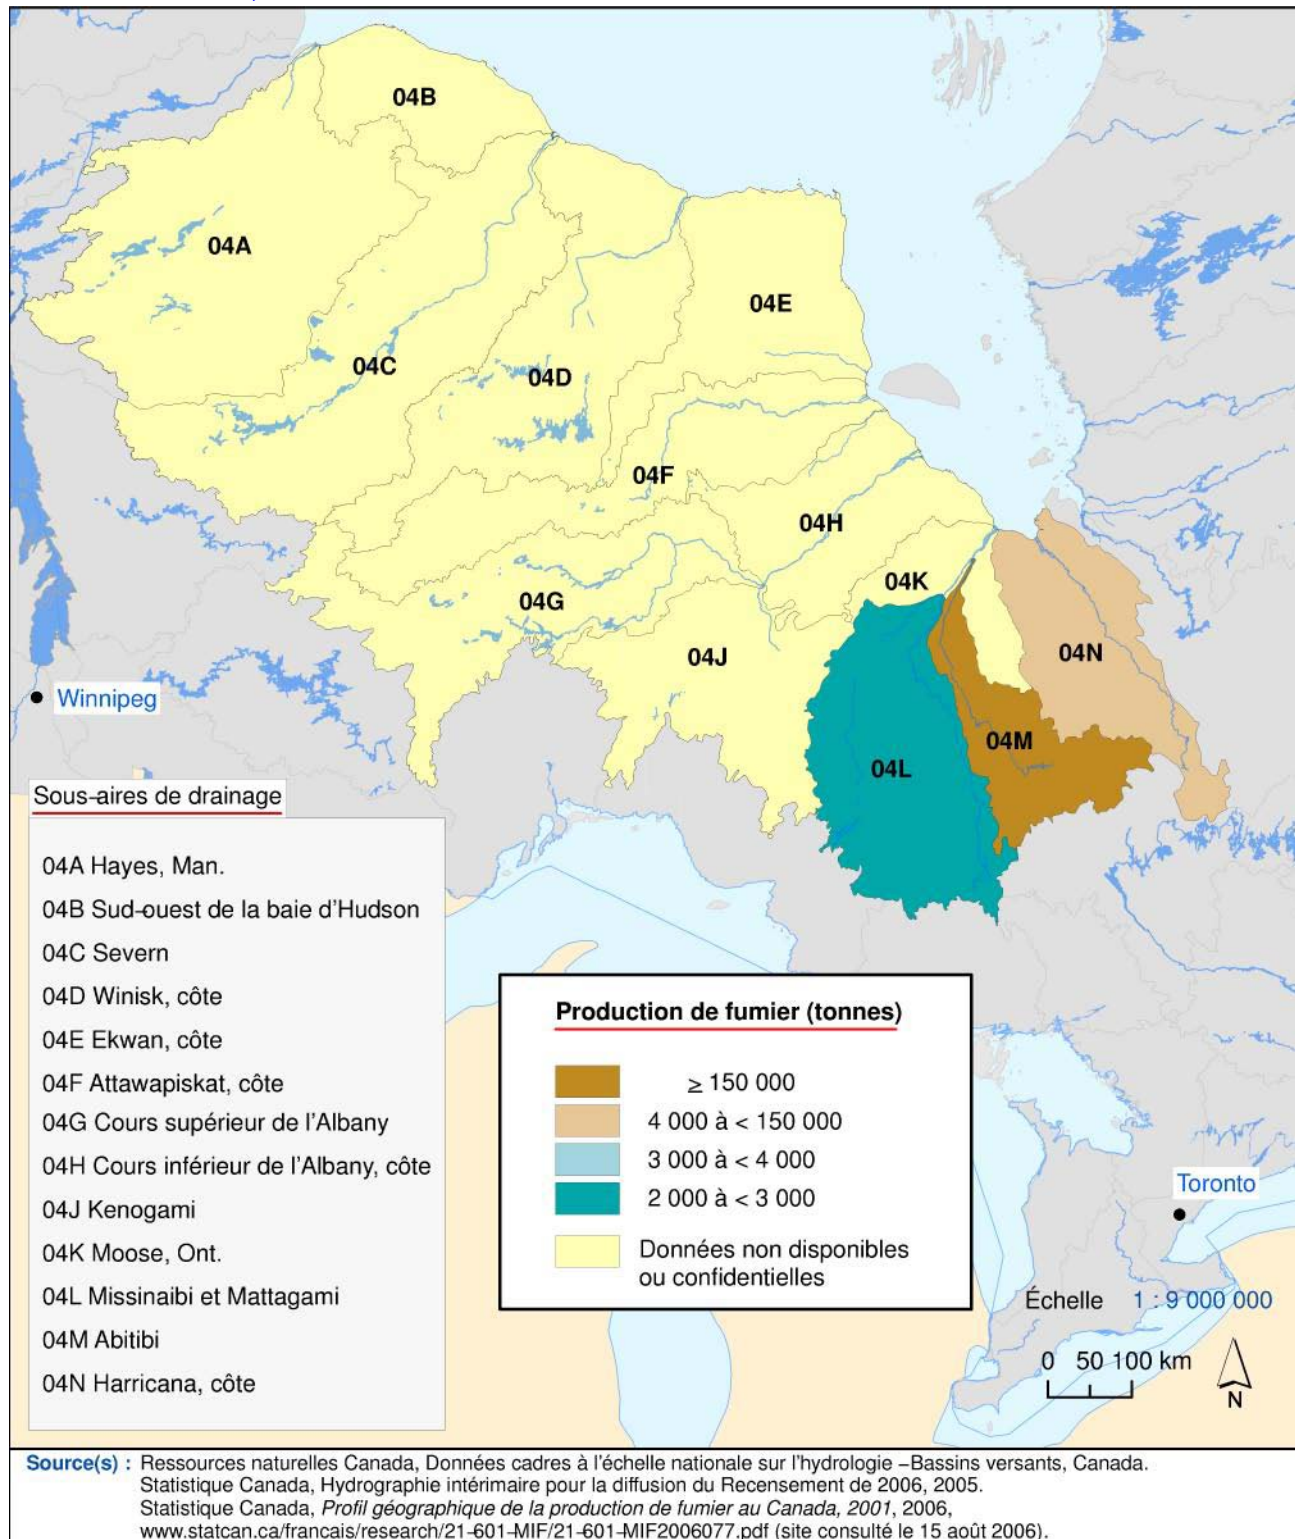 04B
04A
04E
04C
04D
04F
04H
04K
04G
04J
04N
Winnipeg
04M
04L
Sous-aires de drainage
04A Hayes, Man.
04B Sud-ouest de la baie d'Hudson
04C Severn
04D Winisk, côte
04E Ekwan, côte
04F Attawapiskat, côte
04G Cours supérieur de l'Albany
04H Cours inférieur de l'Albany, côte
04J Kenogami
04K Moose, Ont.
04L Missinaibi et Mattagami
04M Abitibi
04N Harricana, côte
Production de fumier (tonnes)
≥ 150 000
4 000 à < 150 000
3 000 à < 4 000
2 000 à < 3 000
Données non disponibles
ou confidentielles
Toronto
Échelle 1 : 9 000 000
0 50 100 km
N
Source(s) : Ressources naturelles Canada, Données cadres à l'échelle nationale sur l'hydrologie –Bassins versants, Canada.
Statistique Canada, Hydrographie intérimaire pour la diffusion du Recensement de 2006, 2005.
Statistique Canada, Profil géographique de la production de fumier au Canada, 2001, 2006,
www.statcan.ca/francais/research/21-601-MIF/21-601-MIF2006077.pdf (site consulté le 15 août 2006).